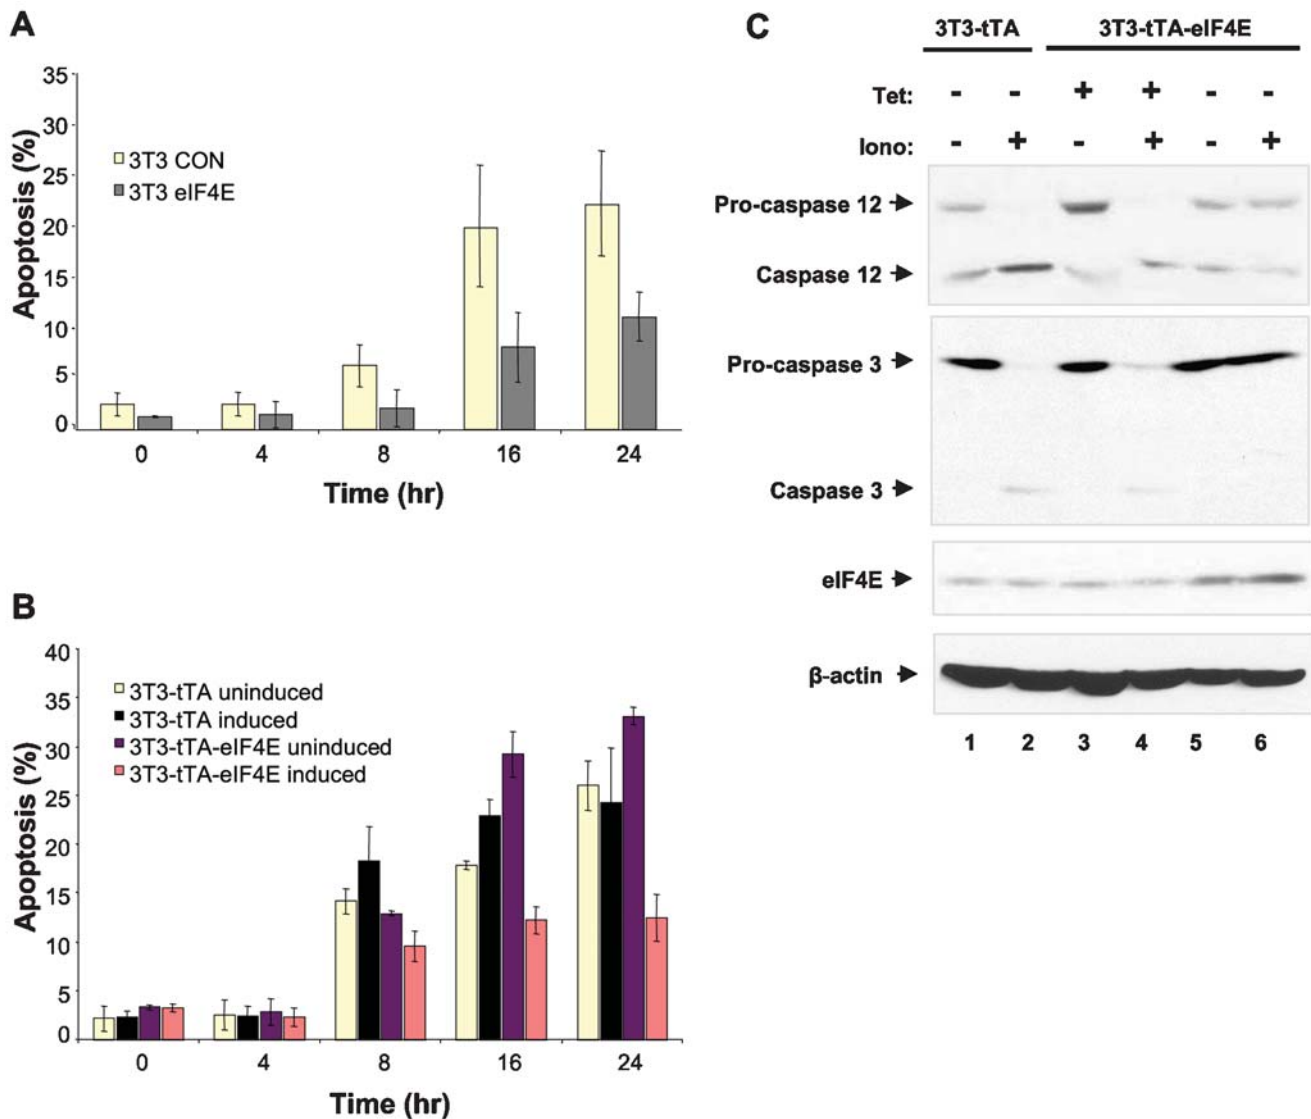 A
35
30
25
20
15
10
5
0
Apoptosis (%)
3T3 CON
3T3 eIF4E
0 4 8 16 24
Time (hr)
B
40
35
30
25
20
15
10
5
0
Apoptosis (%)
3T3-tTA uninduced
3T3-tTA induced
3T3-tTA-eIF4E uninduced
3T3-tTA-eIF4E induced
0 4 8 16 24
Time (hr)
C
3T3-tTA 3T3-tTA-eIF4E
Tet: - - + + - -
Iono: - + - + - +
Pro-caspase 12
Caspase 12
Pro-caspase 3
Caspase 3
eIF4E
β-actin
1 2 3 4 5 6